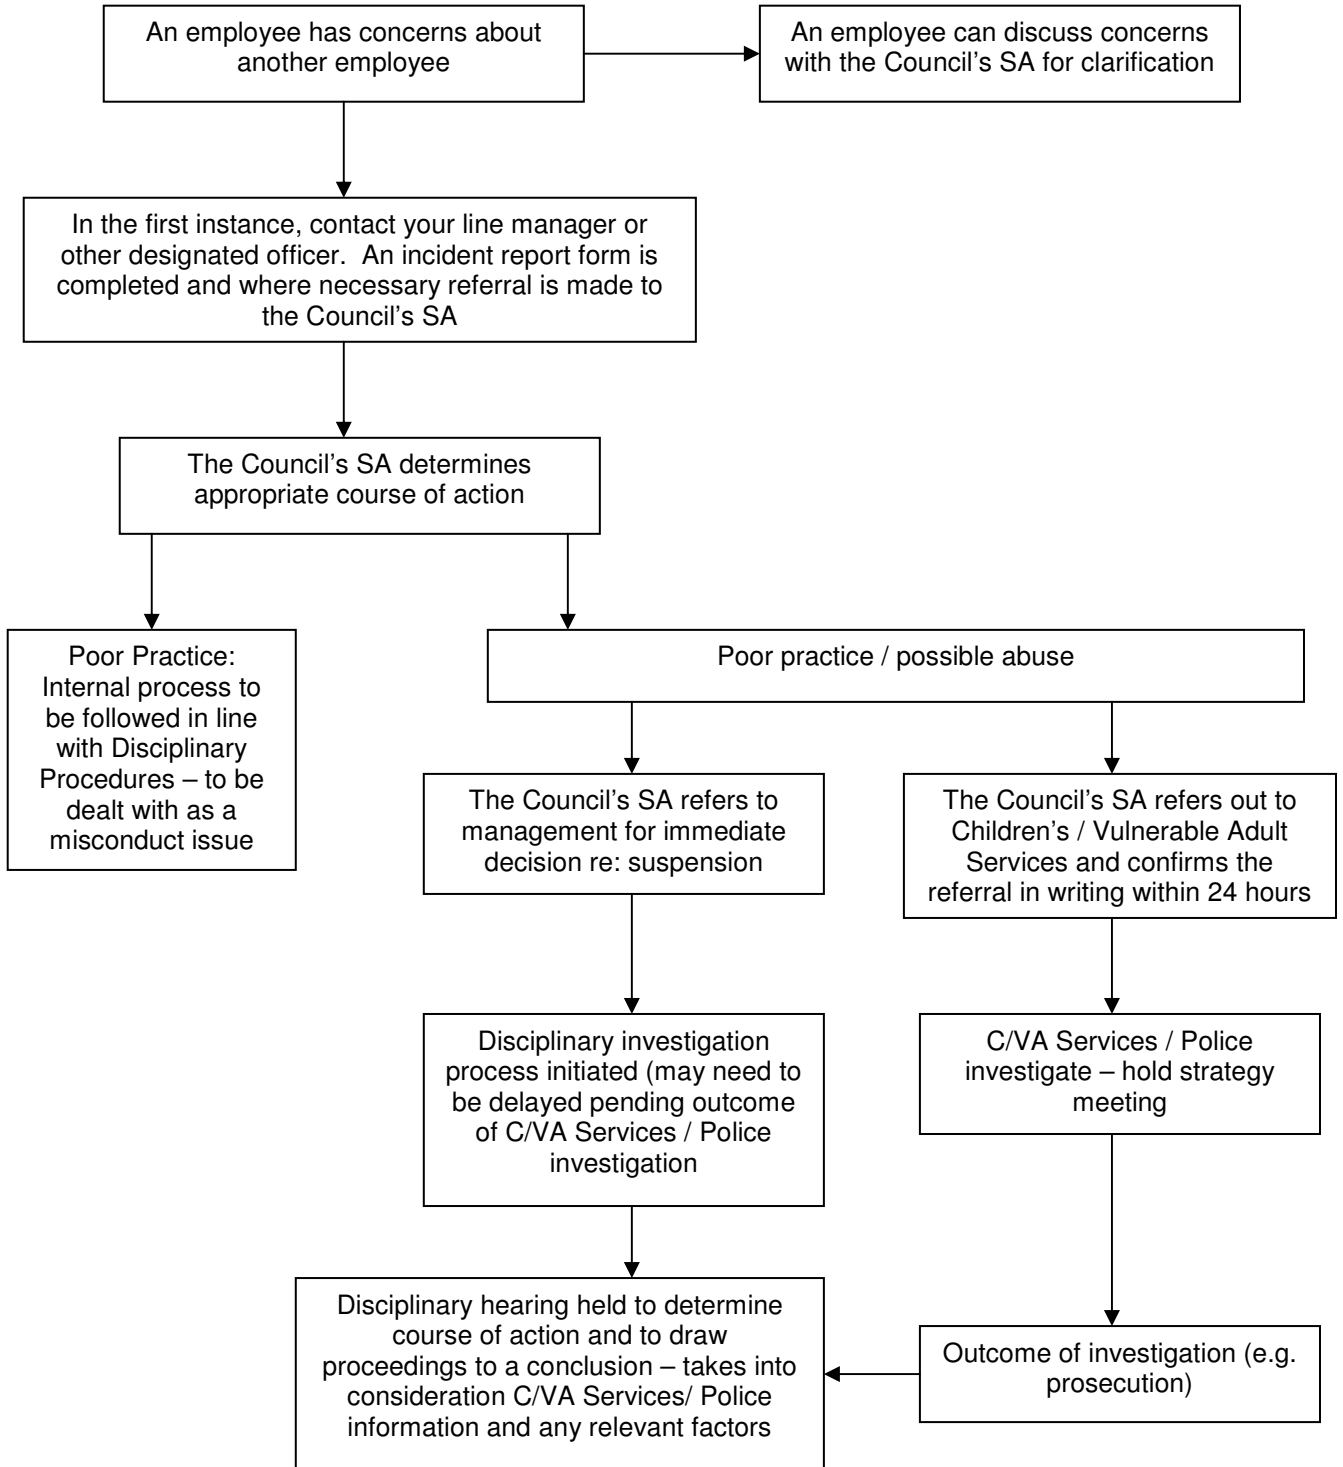 An employee has concerns about
another employee
An employee can discuss concerns
with the Council's SA for clarification
In the first instance, contact your line manager or
other designated officer.  An incident report form is
completed and where necessary referral is made to
the Council's SA
The Council's SA determines
appropriate course of action
Poor Practice:
Internal process to
be followed in line
with Disciplinary
Procedures – to be
dealt with as a
misconduct issue
Poor practice / possible abuse
The Council's SA refers to
management for immediate
decision re: suspension
The Council's SA refers out to
Children's / Vulnerable Adult
Services and confirms the
referral in writing within 24 hours
Disciplinary investigation
process initiated (may need to
be delayed pending outcome
of C/VA Services / Police
investigation
C/VA Services / Police
investigate – hold strategy
meeting
Disciplinary hearing held to determine
course of action and to draw
proceedings to a conclusion – takes into
consideration C/VA Services/ Police
information and any relevant factors
Outcome of investigation (e.g.
prosecution)